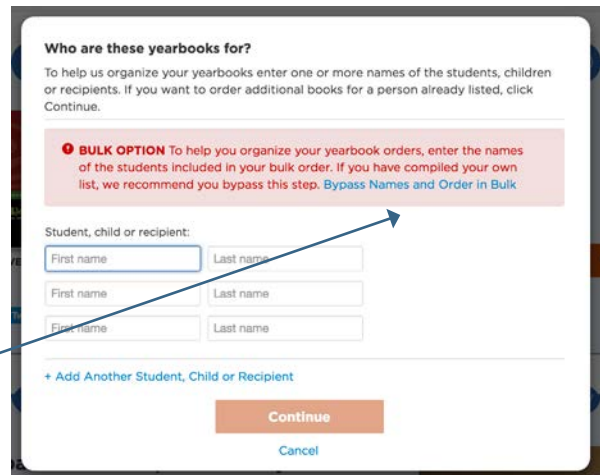 Who are these yearbooks for?
To help us organize your yearbooks enter one or more names of the students, children
or recipients. If you want to order additional books for a person already listed, click
Continue.
BULK OPTION To help you organize your yearbook orders, enter the names
of the students included in your bulk order. If you have compiled your own
list, we recommend you bypass this step. Bypass Names and Order in Bulk
Student, child or recipient:
First name Last name
First name Last name
First name Last name
+ Add Another Student, Child or Recipient
Continue
Cancel